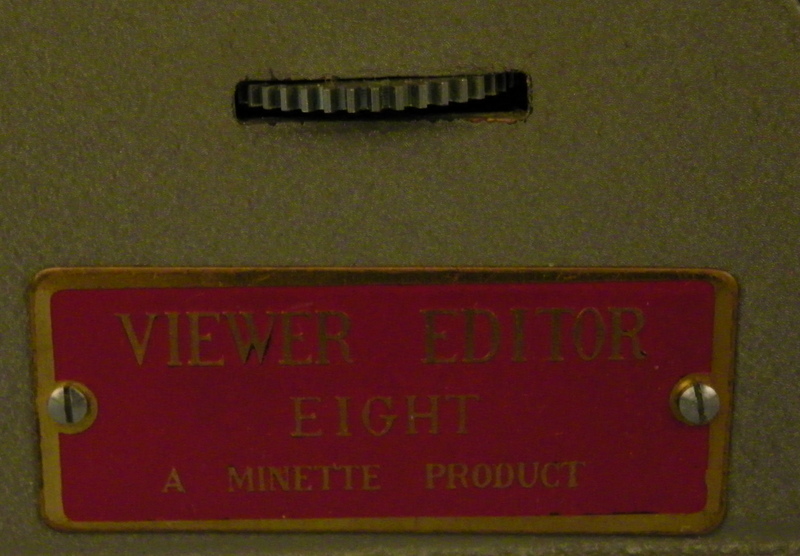 VIEWER EDITOR
EIGHT
A MINETTE PRODUCT